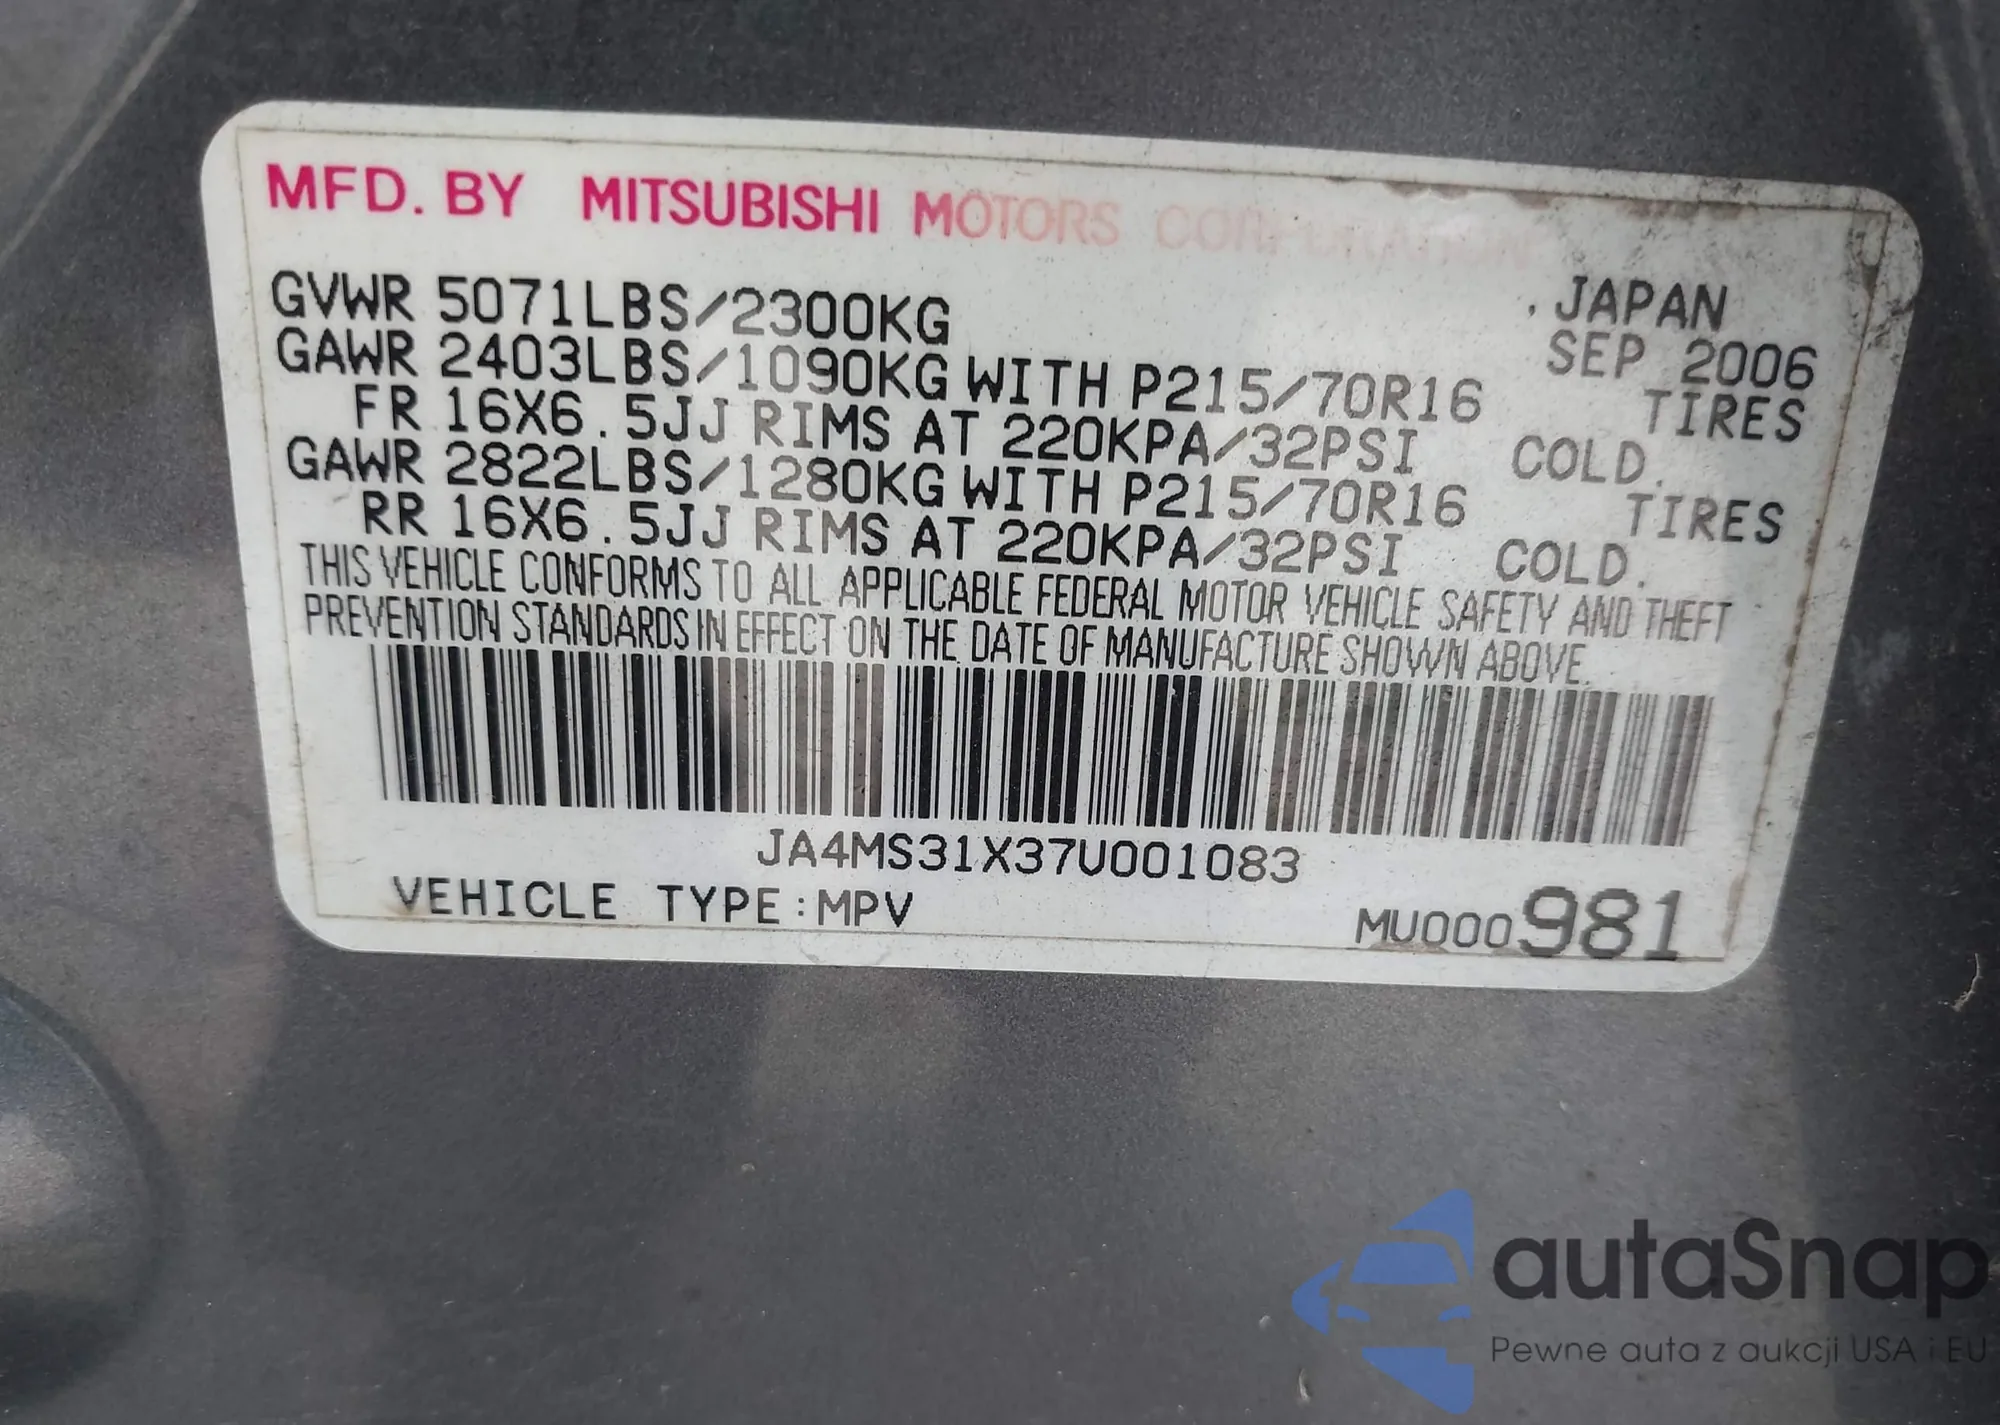 MFD. BY MITSUBISHI MOTORS CORPORATION
GVWR 5071LBS/2300KG . JAPAN
SEP 2006
GAWR 2403LBS/1090KG WITH P215/70R16 TIRES
FR 16X6.5JJ RIMS AT 220KPA/32PSI COLD.
GAWR 2822LBS/1280KG WITH P215/70R16 TIRES
RR 16X6.5JJ RIMS AT 220KPA/32PSI COLD.
THIS VEHICLE CONFORMS TO ALL APPLICABLE FEDERAL MOTOR VEHICLE SAFETY AND THEFT
PREVENTION STANDARDS IN EFFECT ON THE DATE OF MANUFACTURE SHOWN ABOVE.
JA4MS31X37U001083
VEHICLE TYPE:MPV MU000981
autaSnap
Pewne auta z aukcji USA i EU